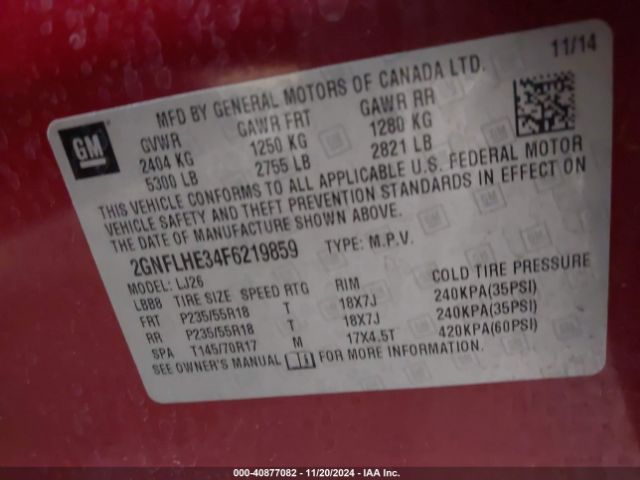 11/14
MFD BY GENERAL MOTORS OF CANADA LTD.
GM
GVWR GAWR FRT GAWR RR
2404 KG 1250 KG 1280 KG
5300 LB 2755 LB 2821 LB
THIS VEHICLE CONFORMS TO ALL APPLICABLE U.S. FEDERAL MOTOR
VEHICLE SAFETY AND THEFT PREVENTION STANDARDS IN EFFECT ON
THE DATE OF MANUFACTURE SHOWN ABOVE.
2GNFLHE34F6219859 TYPE: M.P.V.
MODEL: LJ26
LBBB TIRE SIZE SPEED RTG RIM COLD TIRE PRESSURE
FRT P235/55R18 T 18X7J 240KPA(35PSI)
RR P235/55R18 T 18X7J 240KPA(35PSI)
SPA T145/70R17 M 17X4.5T 420KPA(60PSI)
SEE OWNER'S MANUAL FOR MORE INFORMATION.
000-40877082 - 11/20/2024 - IAA Inc.